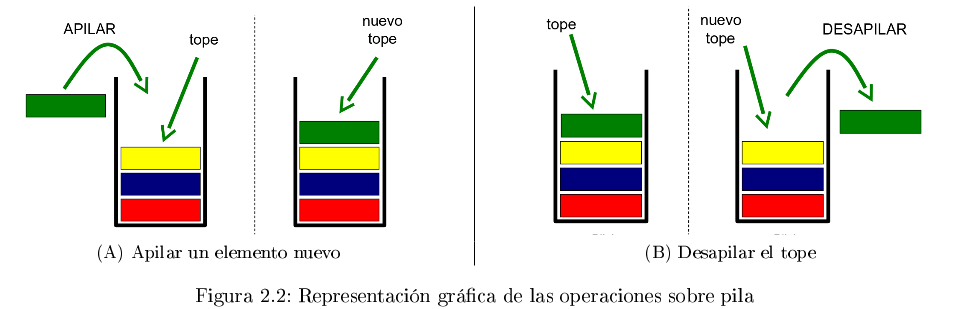 APILAR
tope
nuevo
tope
(A) Apilar un elemento nuevo
tope
nuevo
tope
DESAPILAR
(B) Desapilar el tope
Figura 2.2: Representación gráfica de las operaciones sobre pila